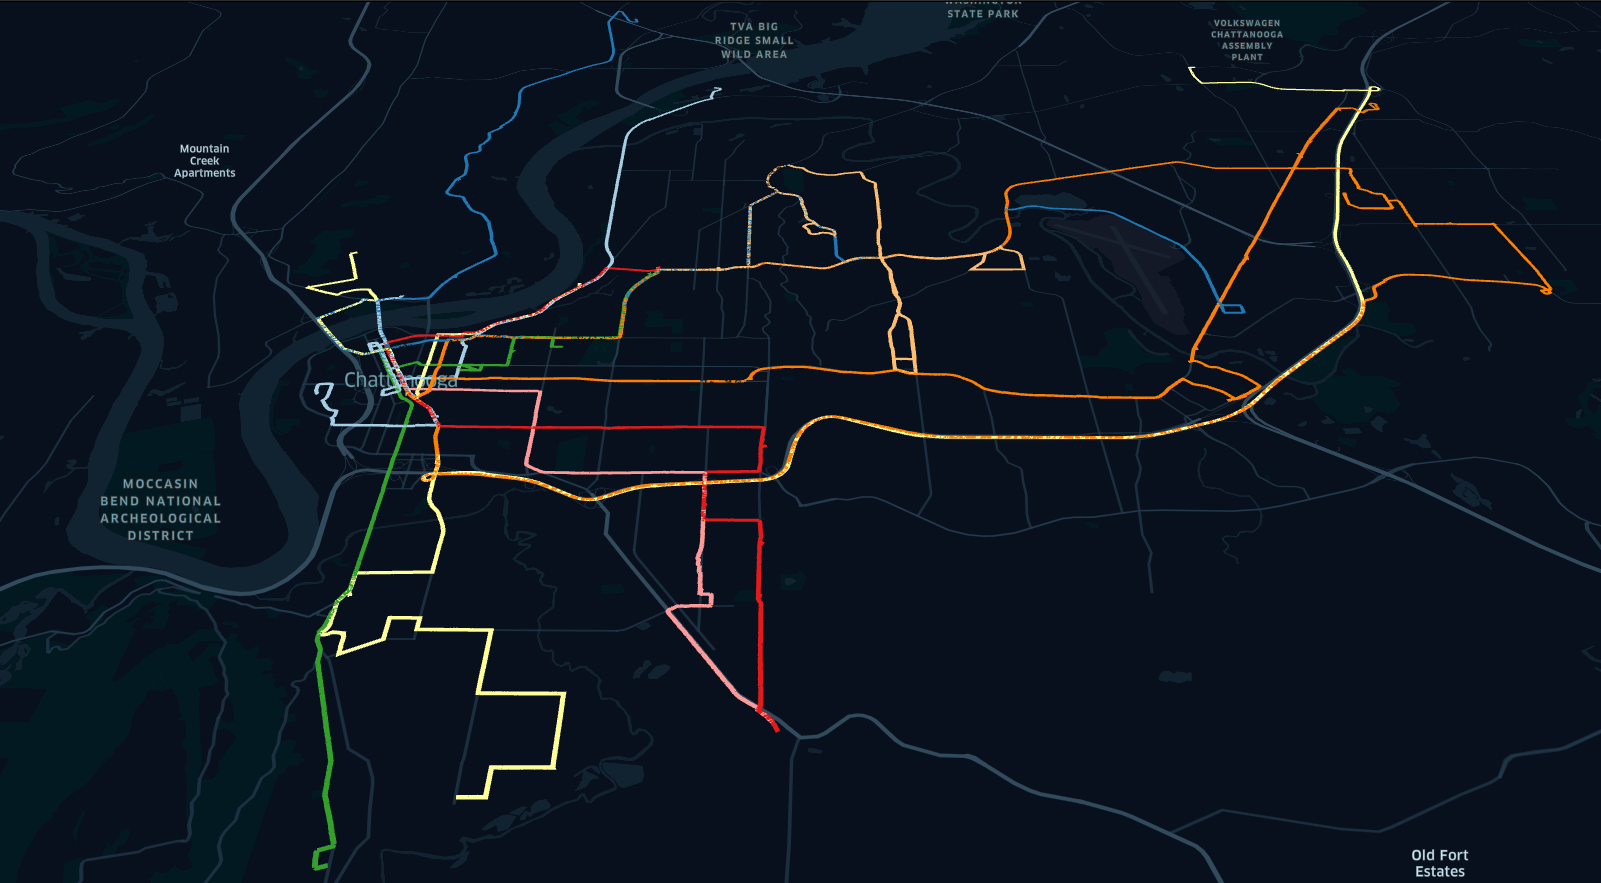 WASHINGTON
STATE PARK
TVA BIG
RIDGE SMALL
WILD AREA
VOLKSWAGEN
CHATTANOOGA
ASSEMBLY
PLANT
Mountain
Creek
Apartments
Chattanooga
MOCCASIN
BEND NATIONAL
ARCHEOLOGICAL
DISTRICT
Old Fort
Estates